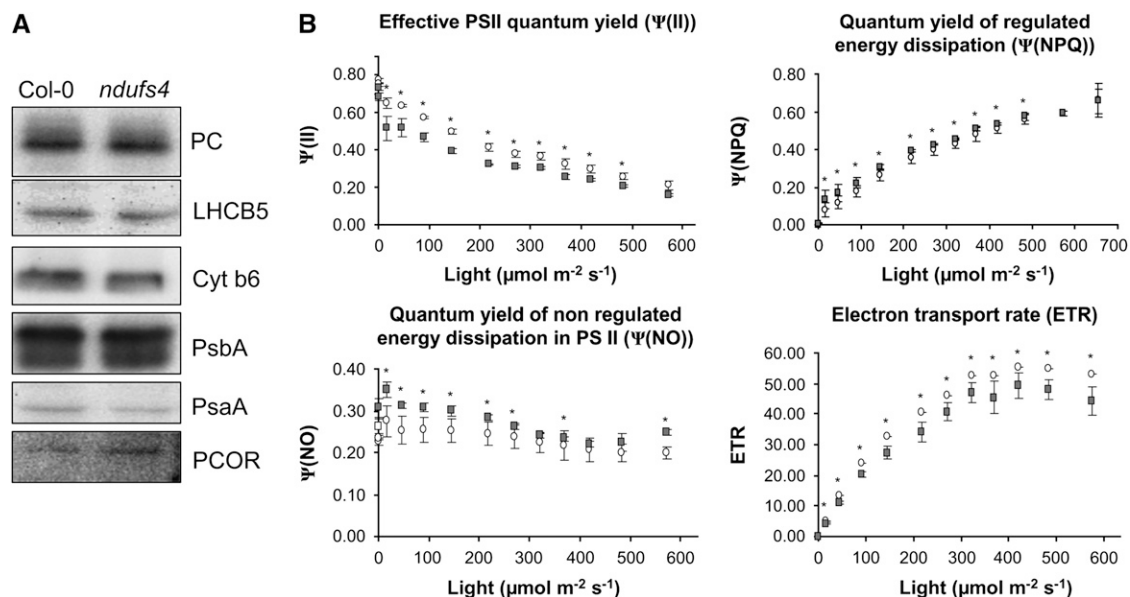 A
Col-0 ndufs4
PC
LHCB5
Cyt b6
PsbA
PsaA
PCOR
B
Effective PSII quantum yield (Ψ(II))
Ψ(II)
0.80
0.60
0.40
0.20
0.00
* * * * * * * * * *
0 100 200 300 400 500 600
Light (µmol m-2 s-1)
Quantum yield of regulated
energy dissipation (Ψ(NPQ))
Ψ(NPQ)
0.80
0.60
0.40
0.20
0.00
* * * * * * * * * *
0 100 200 300 400 500 600 700
Light (µmol m-2 s-1)
Quantum yield of non regulated
energy dissipation in PS II (Ψ(NO))
Ψ(NO)
0.40
0.30
0.20
0.10
0.00
* * * * * * * *
0 100 200 300 400 500 600
Light (µmol m-2 s-1)
Electron transport rate (ETR)
ETR
60.00
50.00
40.00
30.00
20.00
10.00
0.00
* * * * * * * * * * *
0 100 200 300 400 500 600
Light (µmol m-2 s-1)